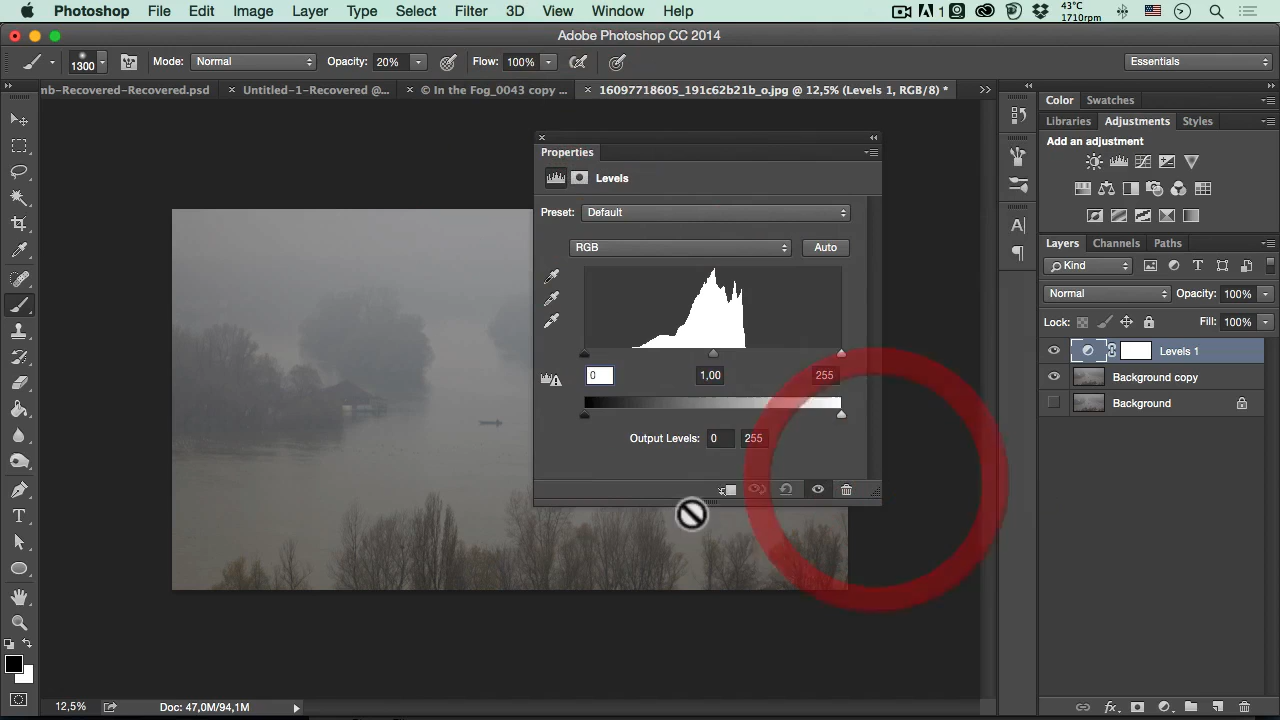 Photoshop File Edit Image Layer Type Select Filter 3D View Window Help 1 43°C 1710rpm
Adobe Photoshop CC 2014
1300 Mode: Normal Opacity: 20% Flow: 100% Essentials
nb-Recovered-Recovered.psd × Untitled-1-Recovered @... × © In the Fog_0043 copy ... × 16097718605_191c62b21b_o.jpg @ 12,5% (Levels 1, RGB/8) *
Color Swatches
Libraries Adjustments Styles
Add an adjustment
Properties
Levels
Preset: Default
RGB Auto
0 1,00 255
Output Levels: 0 255
Layers Channels Paths
Kind
Normal Opacity: 100%
Lock: Fill: 100%
Levels 1
Background copy
Background
12,5% Doc: 47,0M/94,1M